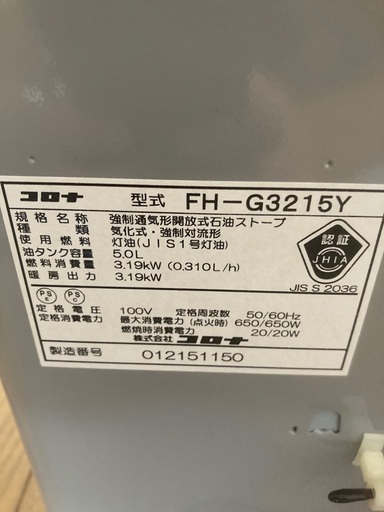 コロナ 型式 FH-G3215Y
規格名称 強制通気形開放式石油ストーブ
種類 気化式・強制対流形
使用燃料 灯油(JIS1号灯油)
油タンク容量 5.0L
燃料消費量 3.19kW (0.310L/h)
暖房出力 3.19kW
認証
JHIA
JIS S 2036
PS E PS C
定格電圧 100V 定格周波数 50/60Hz
定格消費電力 最大消費電力 (点火時) 650/650W
燃焼時消費電力 20/20W
株式会社コロナ
製造番号 012151150